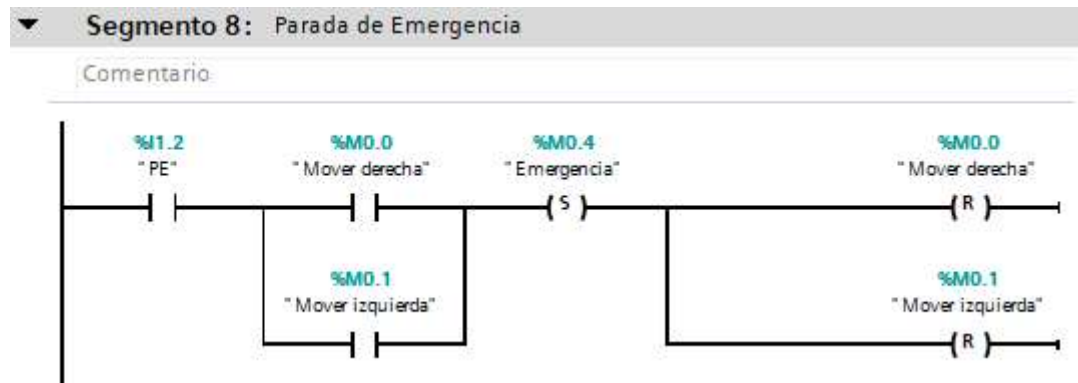 Segmento 8: Parada de Emergencia
Comentario
%I1.2 %M0.0 %M0.4 %M0.0
"PE" "Mover derecha" "Emergencia" "Mover derecha"
S R
%M0.1 %M0.1
"Mover izquierda" "Mover izquierda"
R